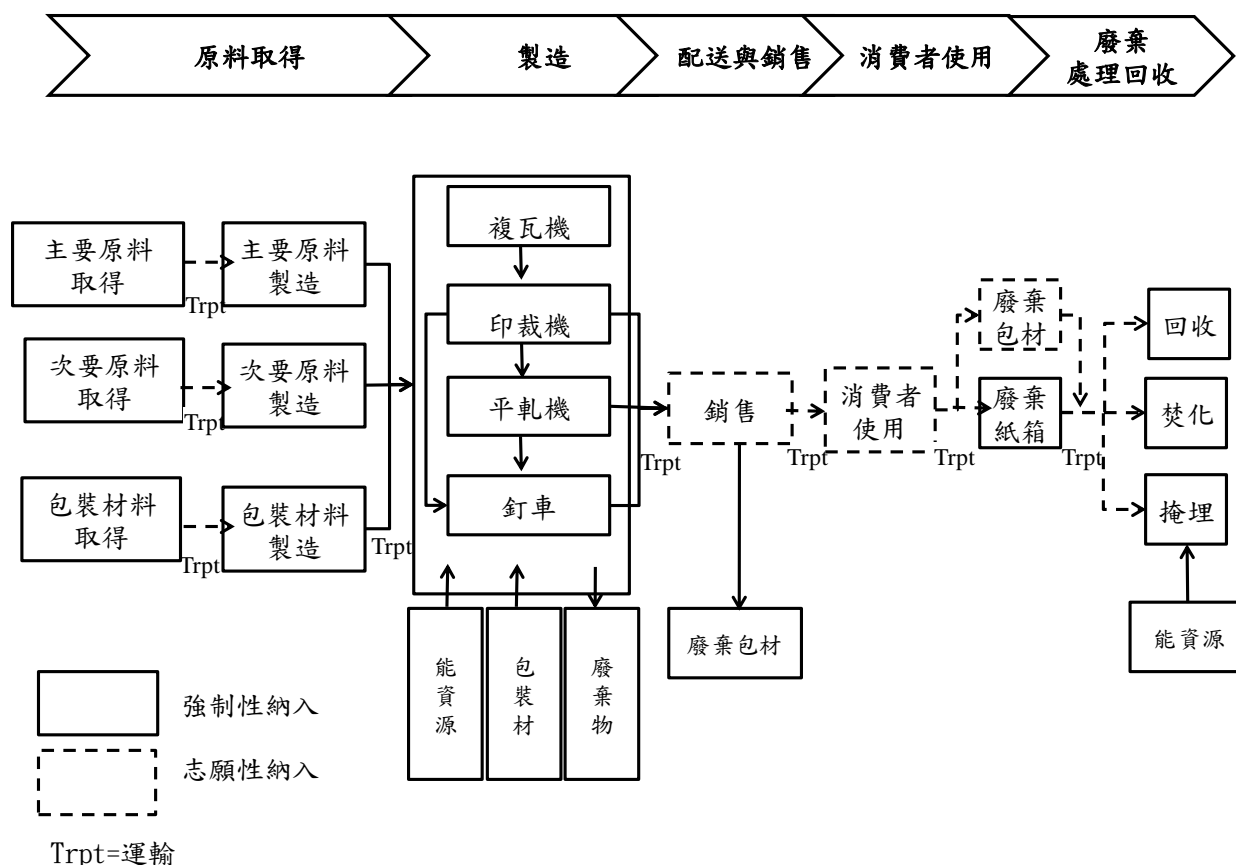 原料取得
製造
配送與銷售
消費者使用
廢棄
處理回收
主要原料
取得
Trpt
主要原料
製造
次要原料
取得
Trpt
次要原料
製造
包裝材料
取得
Trpt
包裝材料
製造
Trpt
複瓦機
印裁機
平軋機
釘車
能資源
包裝材
廢棄物
Trpt
銷售
廢棄包材
Trpt
消費者
使用
Trpt
廢棄
包材
廢棄
紙箱
Trpt
回收
焚化
掩埋
能資源
強制性納入
志願性納入
Trpt=運輸